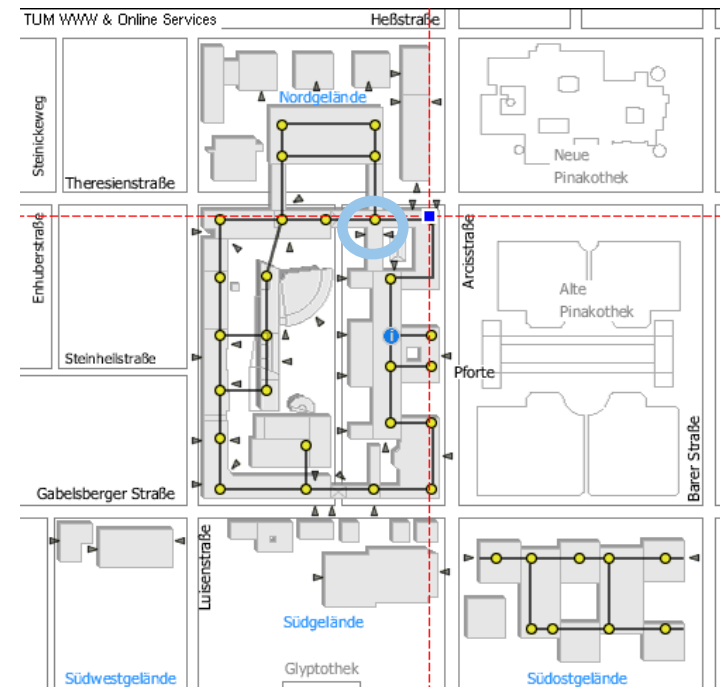 TUM WWW & Online Services
Heßstraße
Nordgelände
Steinickeweg
Neue
Pinakothek
Theresienstraße
Enhuberstraße
Arcisstraße
Alte
Pinakothek
i
Steinheilstraße
Pforte
Barer Straße
Gabelsberger Straße
Luisenstraße
Südgelände
Glyptothek
Südwestgelände
Südostgelände